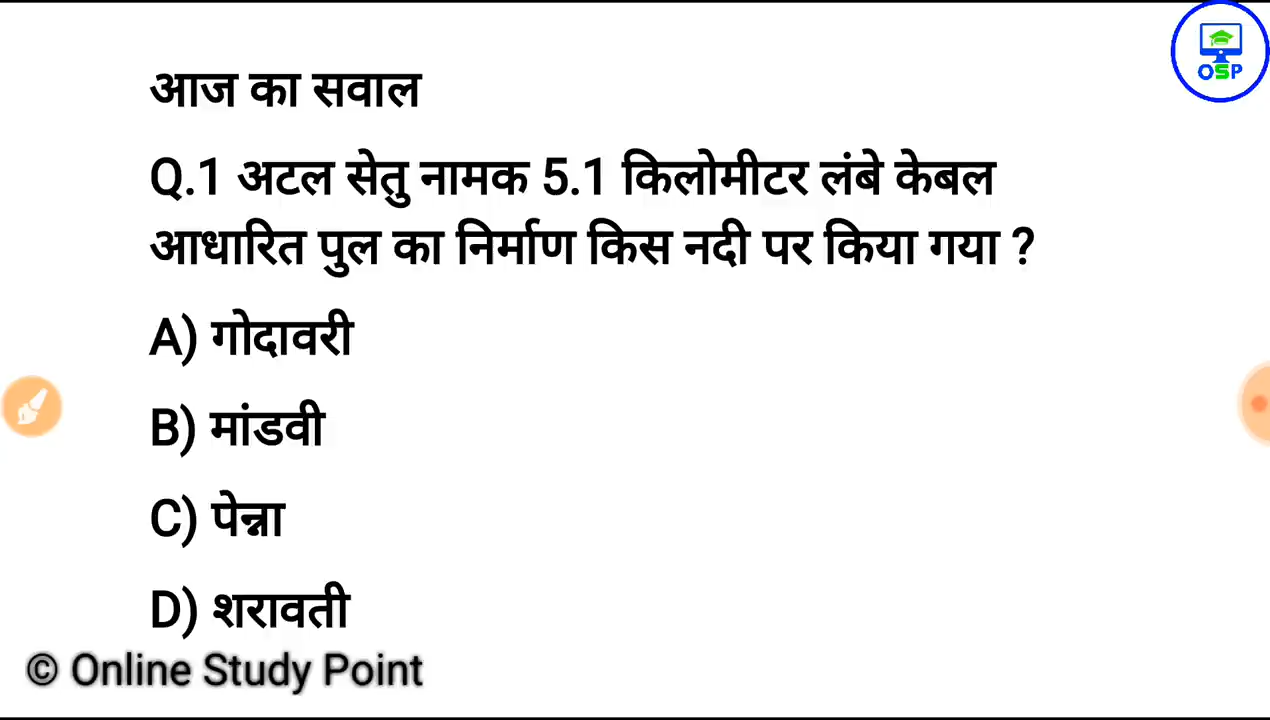 OSP
आज का सवाल
Q.1 अटल सेतु नामक 5.1 किलोमीटर लंबे केबल
आधारित पुल का निर्माण किस नदी पर किया गया ?
A) गोदावरी
B) मांडवी
C) पेन्ना
D) शरावती
© Online Study Point